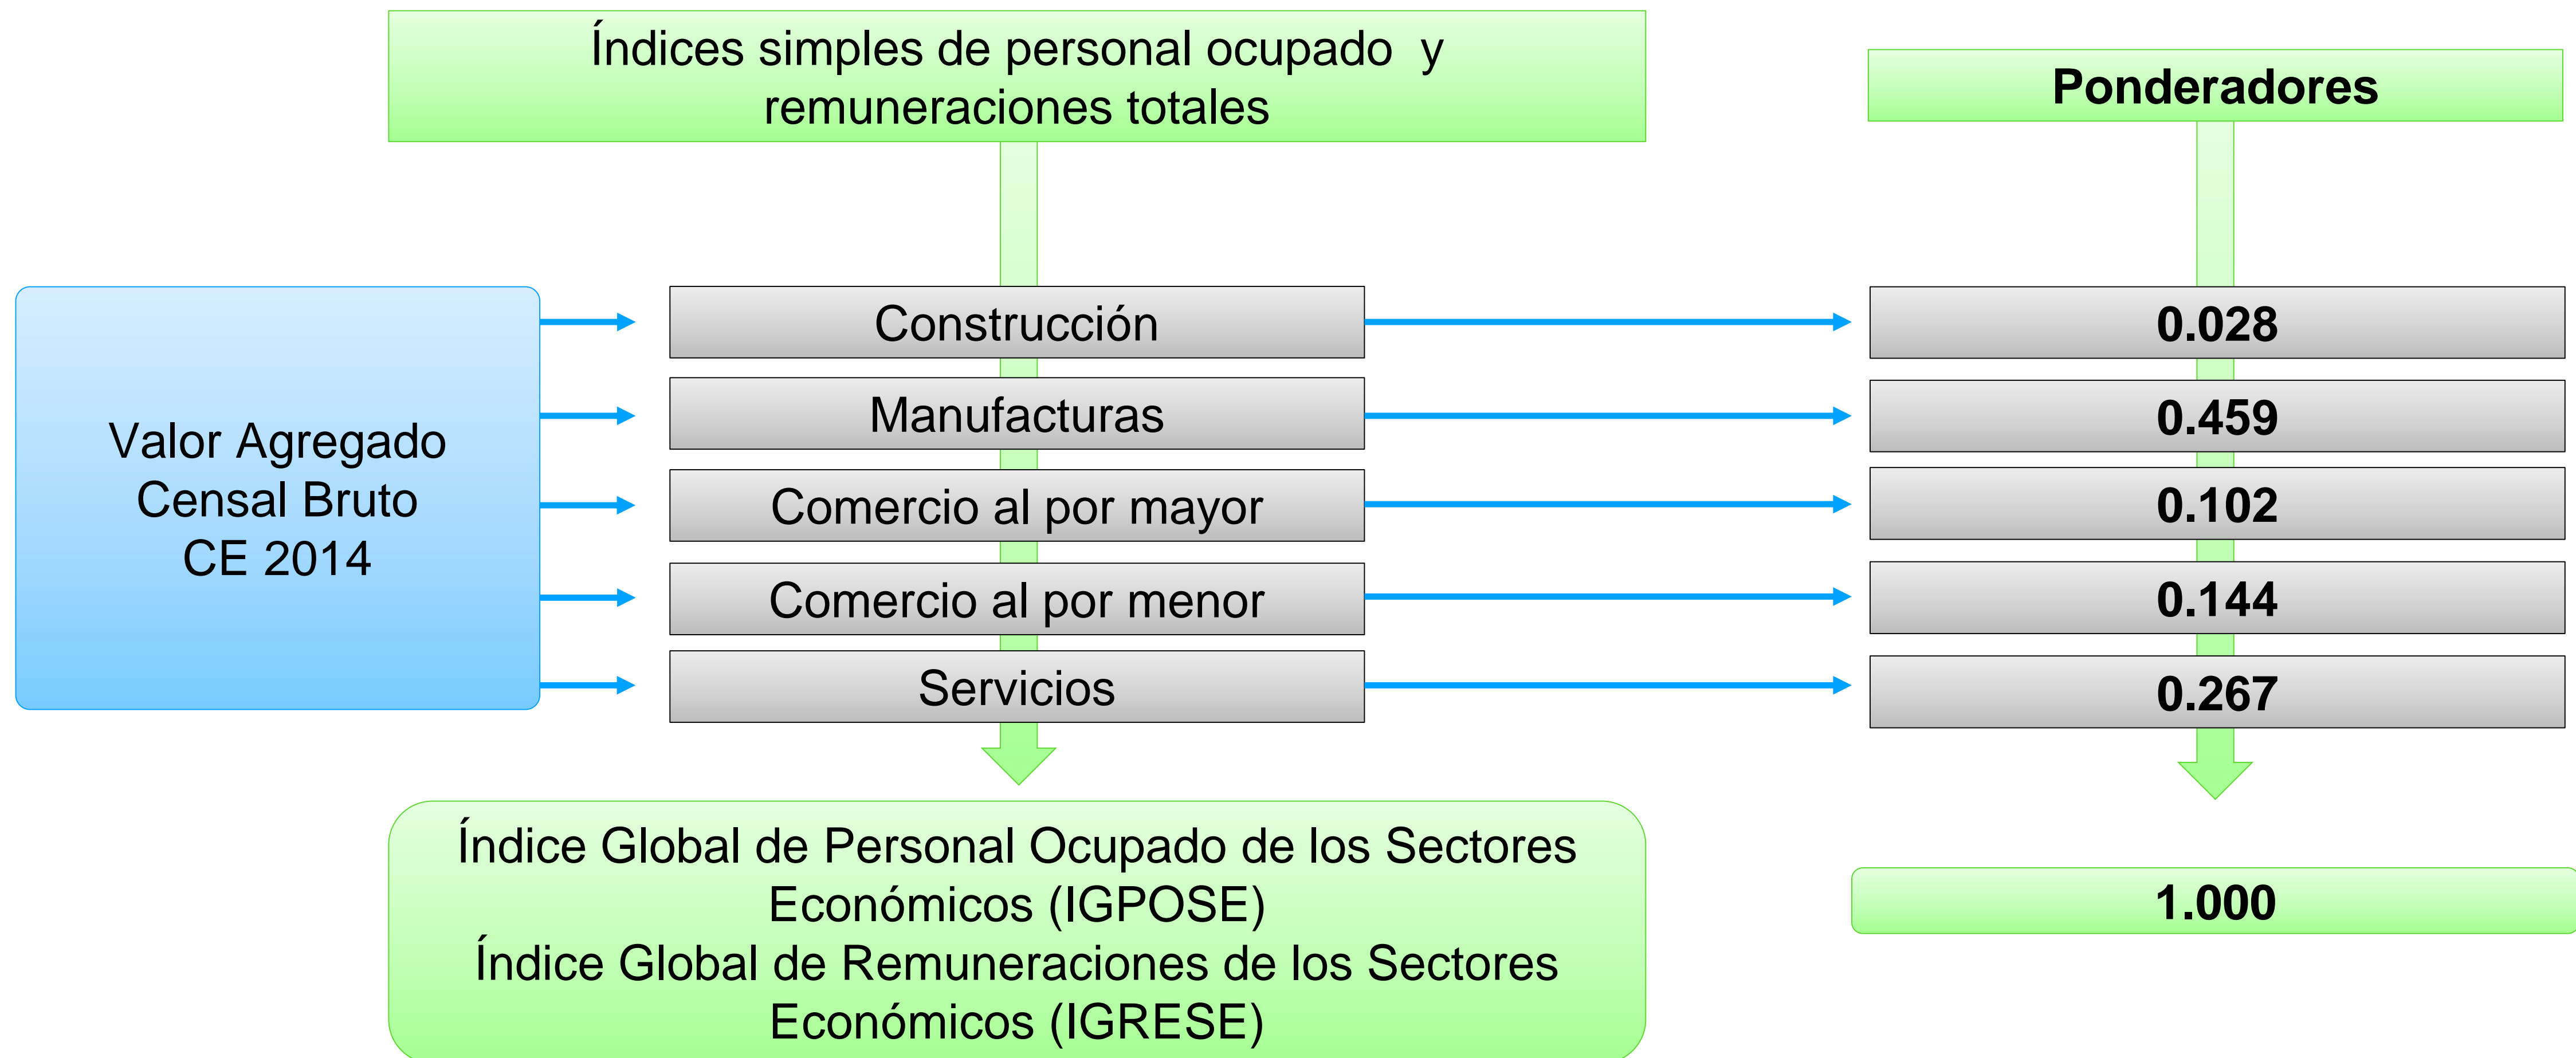 Índices simples de personal ocupado y
remuneraciones totales
Ponderadores
Valor Agregado
Censal Bruto
CE 2014
Construcción
0.028
Manufacturas
0.459
Comercio al por mayor
0.102
Comercio al por menor
0.144
Servicios
0.267
Índice Global de Personal Ocupado de los Sectores
Económicos (IGPOSE)
Índice Global de Remuneraciones de los Sectores
Económicos (IGRESE)
1.000